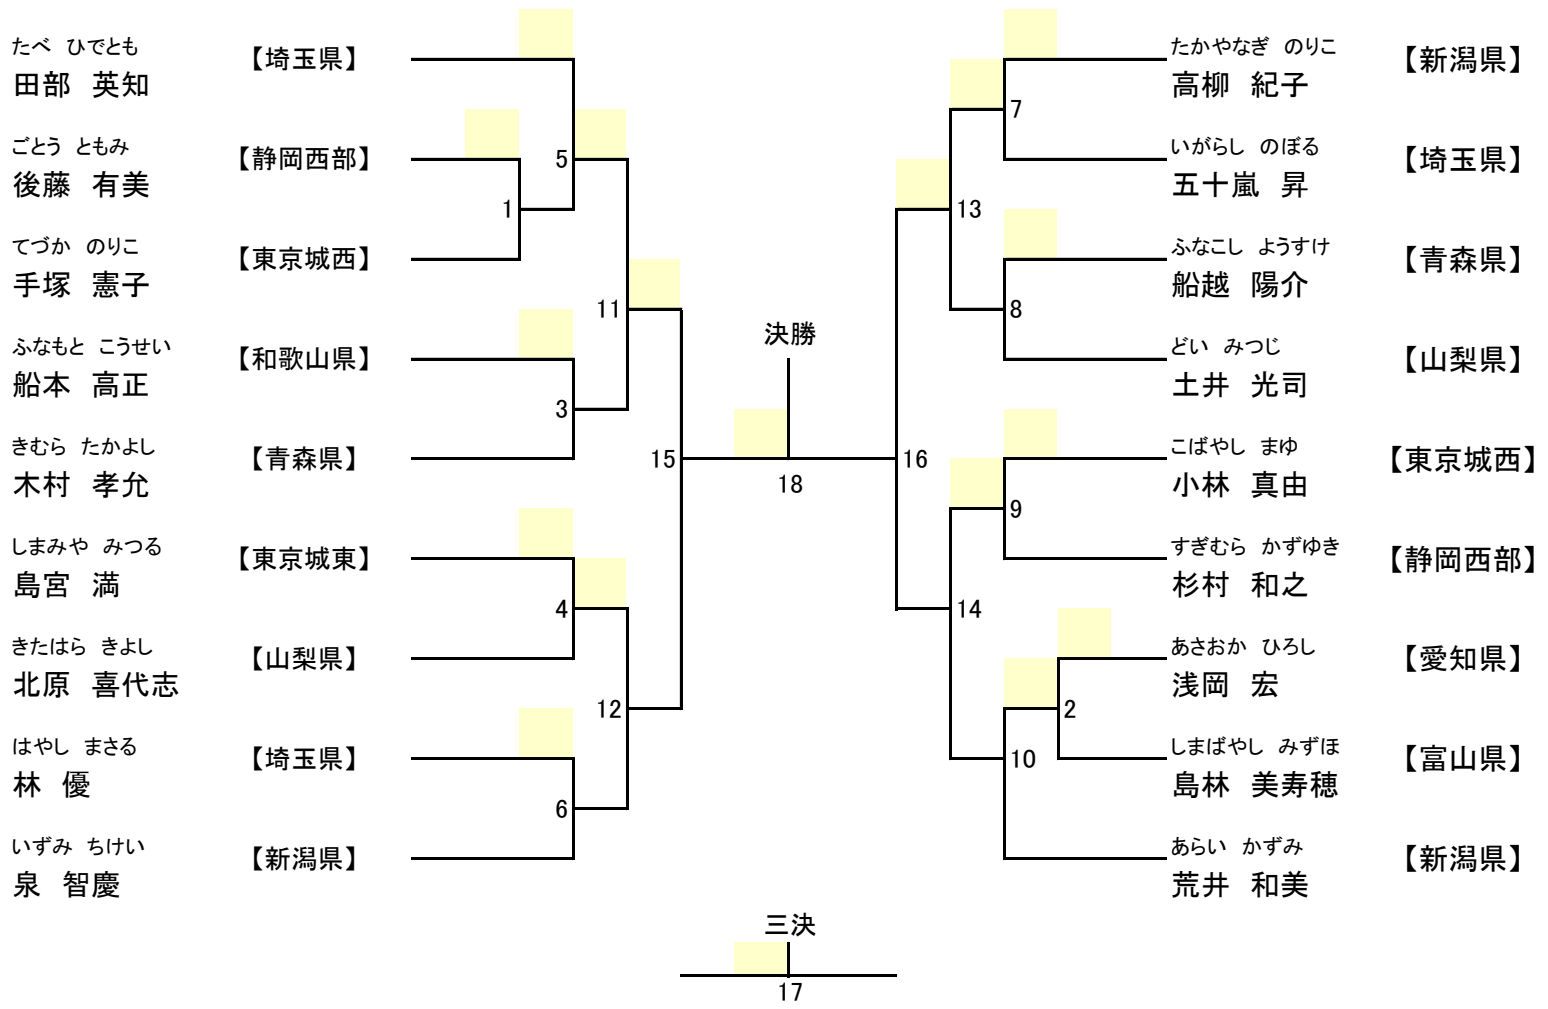 たべ ひでとも
田部 英知
【埼玉県】
ごとう ともみ
後藤 有美
【静岡西部】
てづか のりこ
手塚 憲子
【東京城西】
ふなもと こうせい
船本 高正
【和歌山県】
きむら たかよし
木村 孝允
【青森県】
しまみや みつる
島宮 満
【東京城東】
きたはら きよし
北原 喜代志
【山梨県】
はやし まさる
林 優
【埼玉県】
いずみ ちけい
泉 智慶
【新潟県】
1
5
3
11
4
12
6
15
決勝
18
16
13
7
8
9
14
2
10
たかやなぎ のりこ
高柳 紀子
【新潟県】
いがらし のぼる
五十嵐 昇
【埼玉県】
ふなこし ようすけ
船越 陽介
【青森県】
どい みつじ
土井 光司
【山梨県】
こばやし まゆ
小林 真由
【東京城西】
すぎむら かずゆき
杉村 和之
【静岡西部】
あさおか ひろし
浅岡 宏
【愛知県】
しまばやし みずほ
島林 美寿穂
【富山県】
あらい かずみ
荒井 和美
【新潟県】
三決
17